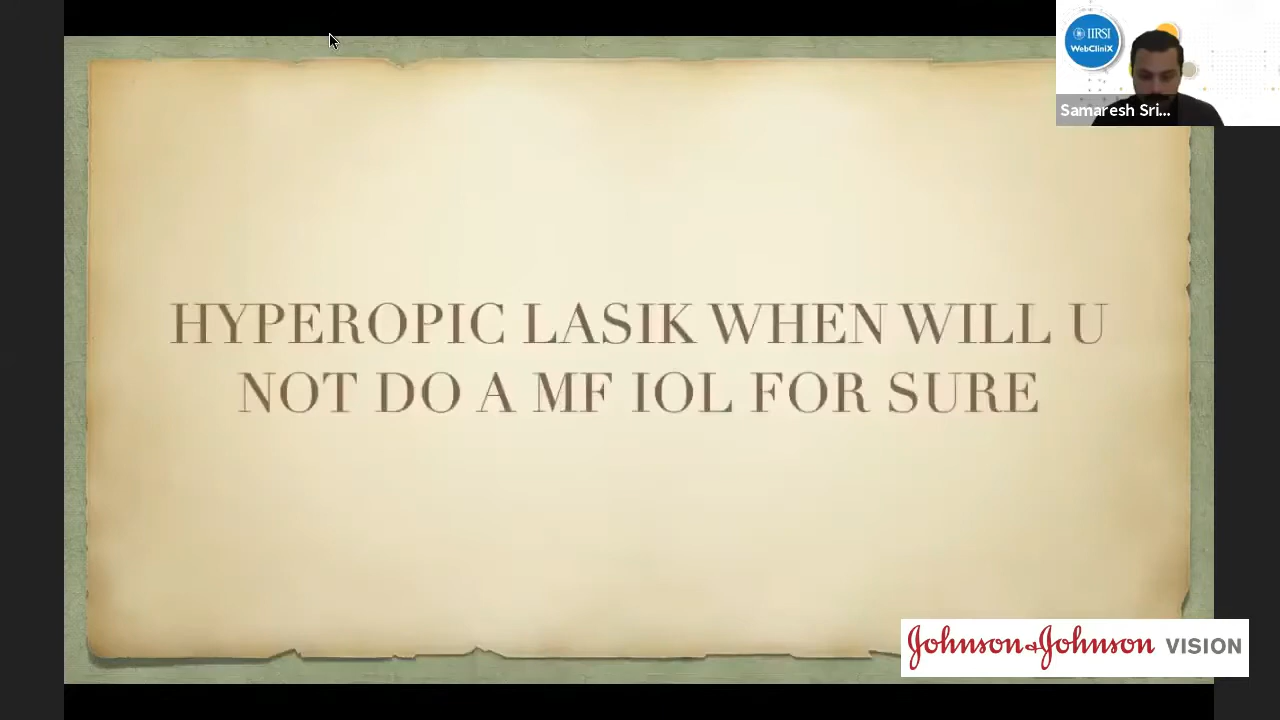 IIRSI
WebCliniX
Samaresh Sri...
HYPEROPIC LASIK WHEN WILL U
NOT DO A MF IOL FOR SURE
Johnson & Johnson VISION